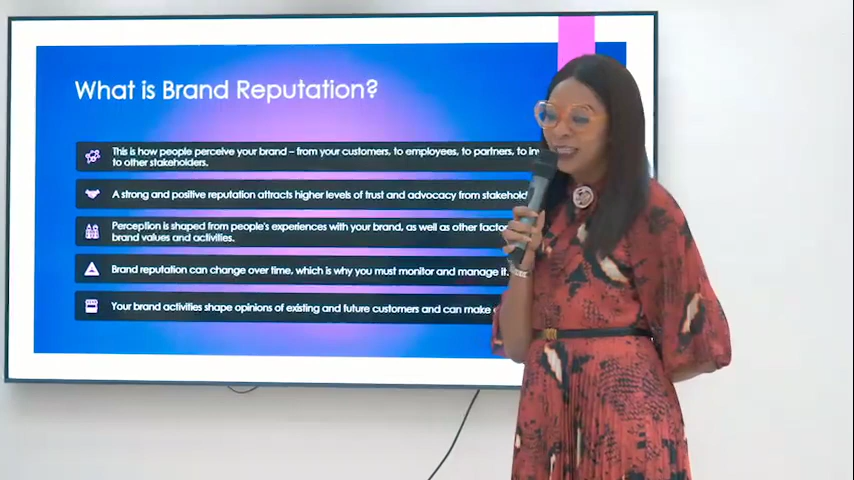 What is Brand Reputation?
This is how people perceive your brand – from your customers, to employees, to partners, to
to other stakeholders.
A strong and positive reputation attracts higher levels of trust and advocacy from
Perception is shaped from people's experiences with your brand, as well as other
brand values and activities.
Brand reputation can change over time, which is why you must monitor and manage it.
Your brand activities shape opinions of existing and future customers and can make